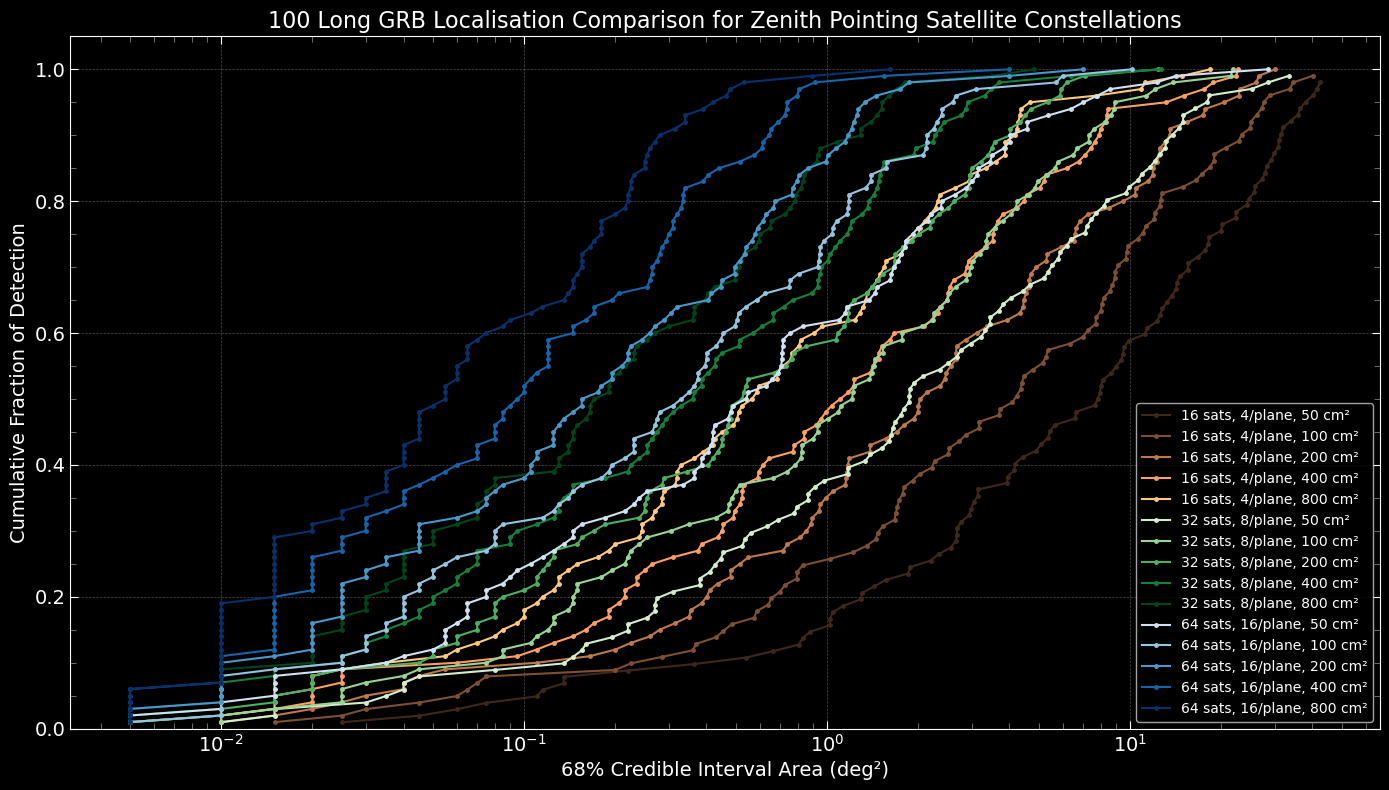 100 Long GRB Localisation Comparison for Zenith Pointing Satellite Constellations
Cumulative Fraction of Detection
1.0
0.8
0.6
0.4
0.2
0.0
16 sats, 4/plane, 50 cm²
16 sats, 4/plane, 100 cm²
16 sats, 4/plane, 200 cm²
16 sats, 4/plane, 400 cm²
16 sats, 4/plane, 800 cm²
32 sats, 8/plane, 50 cm²
32 sats, 8/plane, 100 cm²
32 sats, 8/plane, 200 cm²
32 sats, 8/plane, 400 cm²
32 sats, 8/plane, 800 cm²
64 sats, 16/plane, 50 cm²
64 sats, 16/plane, 100 cm²
64 sats, 16/plane, 200 cm²
64 sats, 16/plane, 400 cm²
64 sats, 16/plane, 800 cm²
10⁻² 10⁻¹ 10⁰ 10¹
68% Credible Interval Area (deg²)